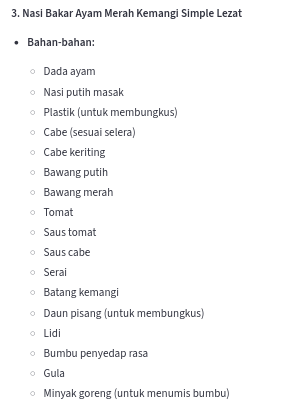 3. Nasi Bakar Ayam Merah Kemangi Simple Lezat
Bahan-bahan:
Dada ayam
Nasi putih masak
Plastik (untuk membungkus)
Cabe (sesuai selera)
Cabe keriting
Bawang putih
Bawang merah
Tomat
Saus tomat
Saus cabe
Serai
Batang kemangi
Daun pisang (untuk membungkus)
Lidi
Bumbu penyedap rasa
Gula
Minyak goreng (untuk menumis bumbu)